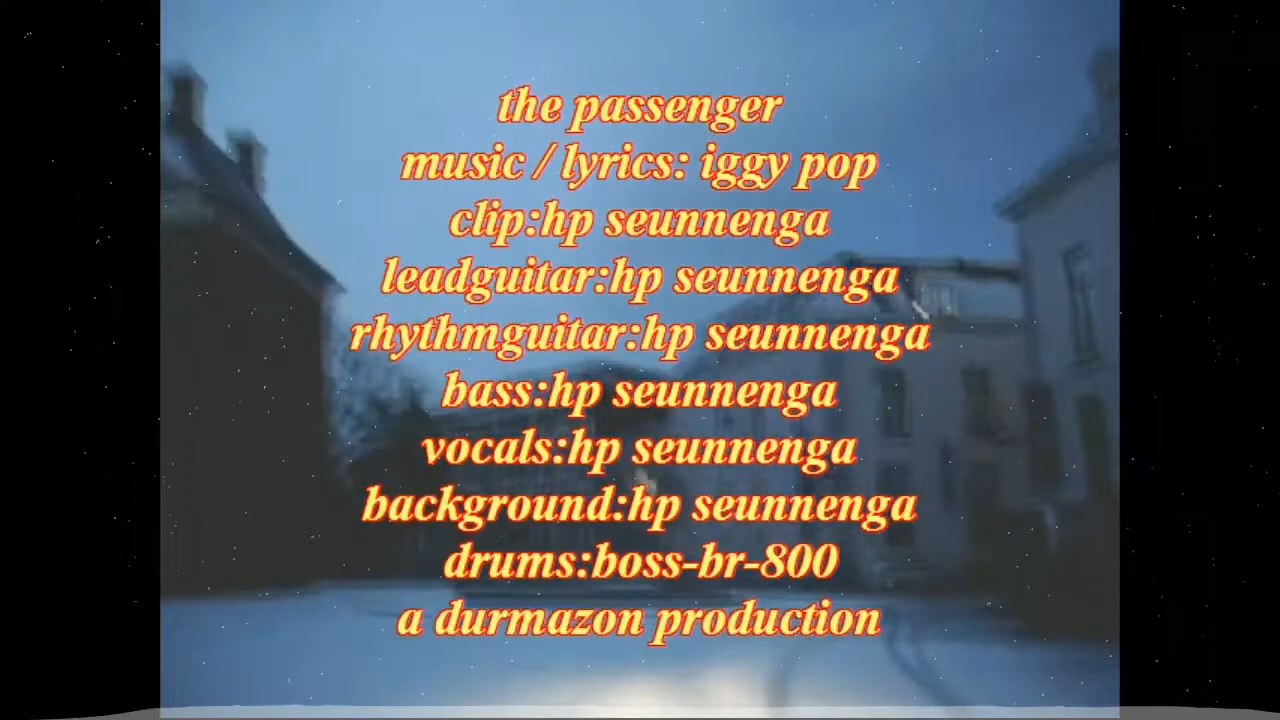 the passenger
music / lyrics: iggy pop
clip:hp seunnenga
leadguitar:hp seunnenga
rhythmguitar:hp seunnenga
bass:hp seunnenga
vocals:hp seunnenga
background:hp seunnenga
drums:boss-br-800
a durmazon production